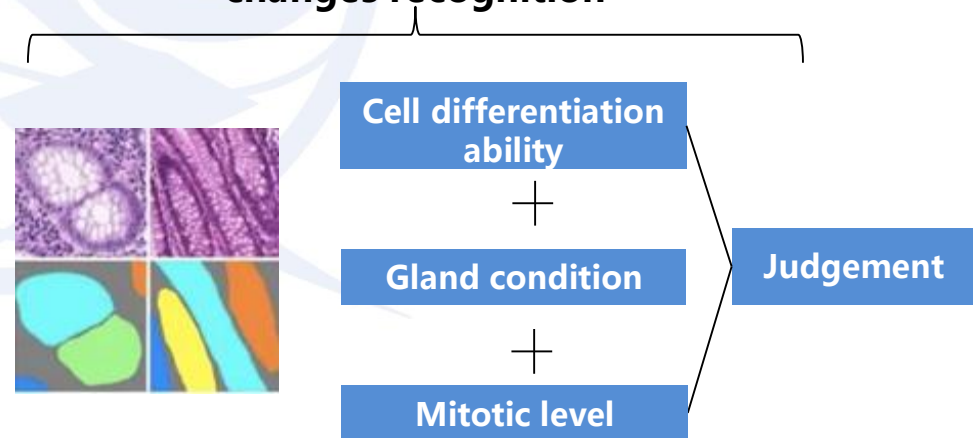 changes recognition
Cell differentiation
ability
Gland condition
Judgement
Mitotic level